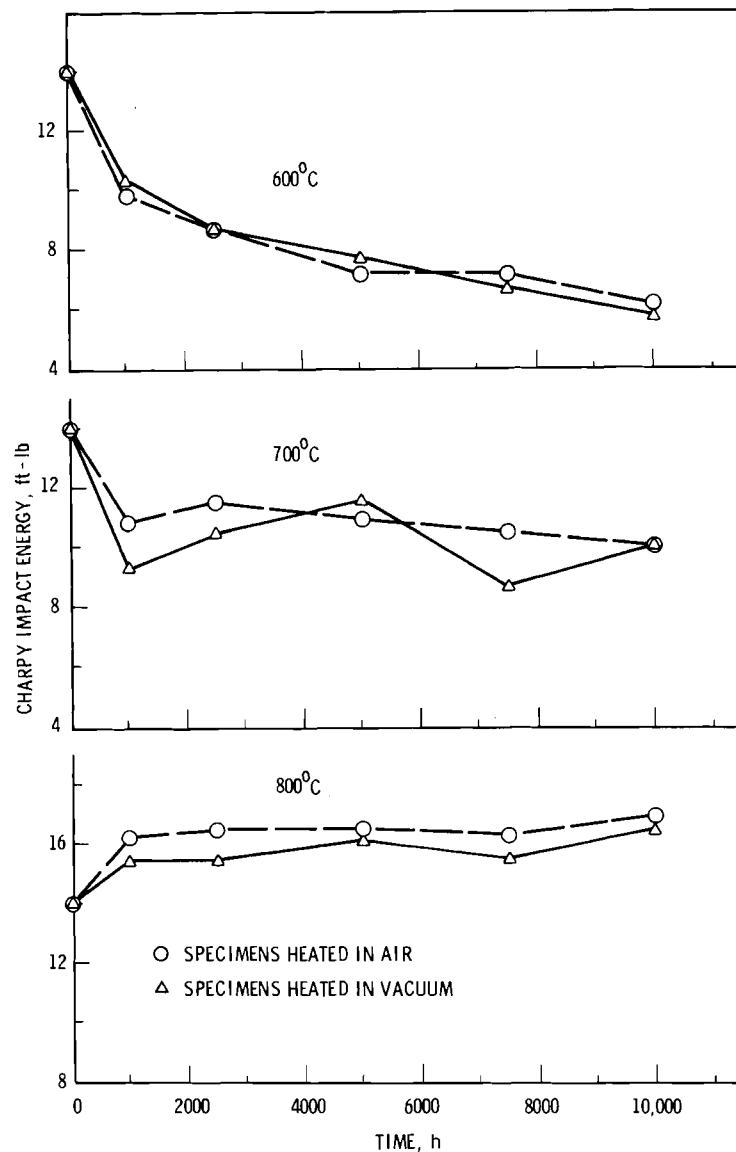 12
8
4
600°C
12
8
4
700°C
CHARPY IMPACT ENERGY, ft-lb
16
12
8
800°C
○ SPECIMENS HEATED IN AIR
△ SPECIMENS HEATED IN VACUUM
0 2000 4000 6000 8000 10,000
TIME, h